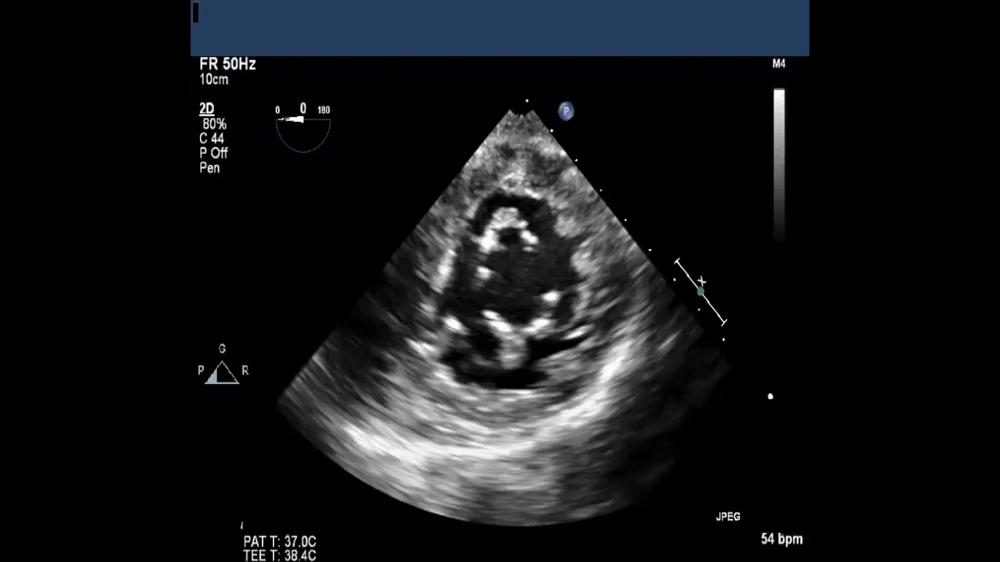 FR 50Hz
10cm
M4
2D
80%
C 44
P Off
Pen
0 0 180
P
X
G
P R
JPEG
54 bpm
PAT T: 37.0C
TEE T: 38.4C